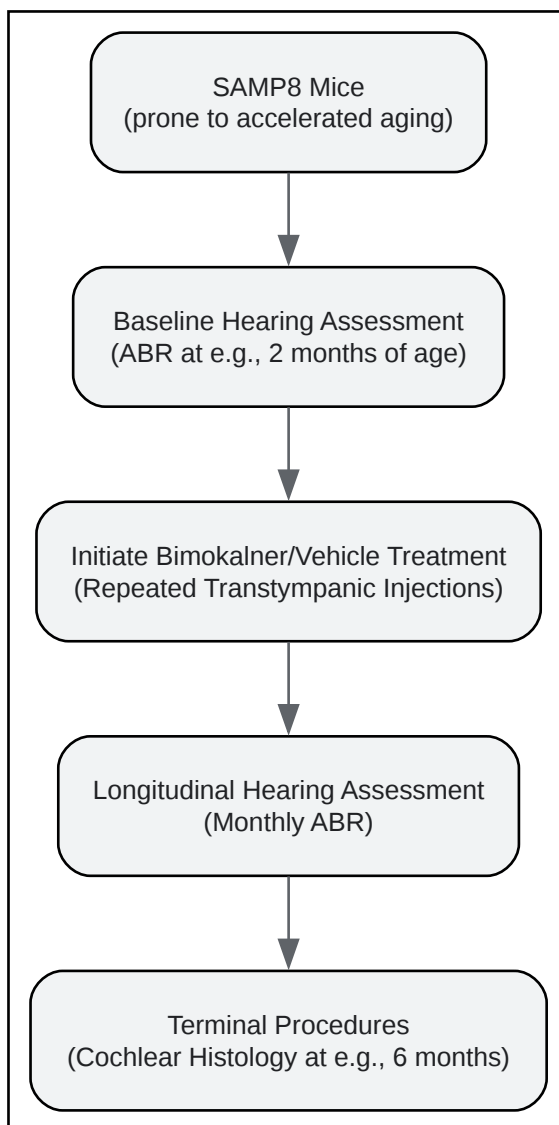 SAMP8 Mice
(prone to accelerated aging)
Baseline Hearing Assessment
(ABR at e.g., 2 months of age)
Initiate Bimokalner/Vehicle Treatment
(Repeated Transtympanic Injections)
Longitudinal Hearing Assessment
(Monthly ABR)
Terminal Procedures
(Cochlear Histology at e.g., 6 months)